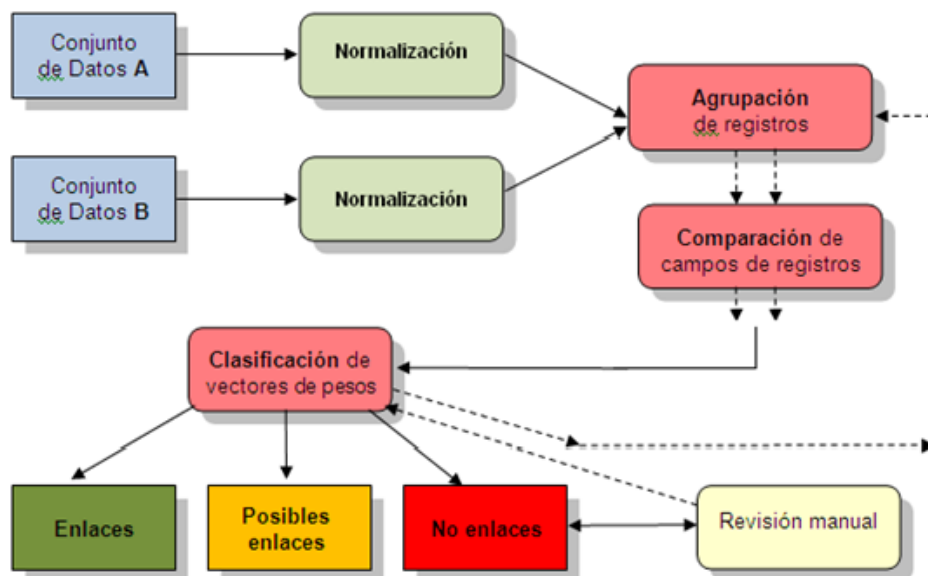 Conjunto
de Datos A
Normalización
Agrupación
de registros
Conjunto
de Datos B
Normalización
Comparación de
campos de registros
Clasificación de
vectores de pesos
Enlaces
Posibles
enlaces
No enlaces
Revisión manual